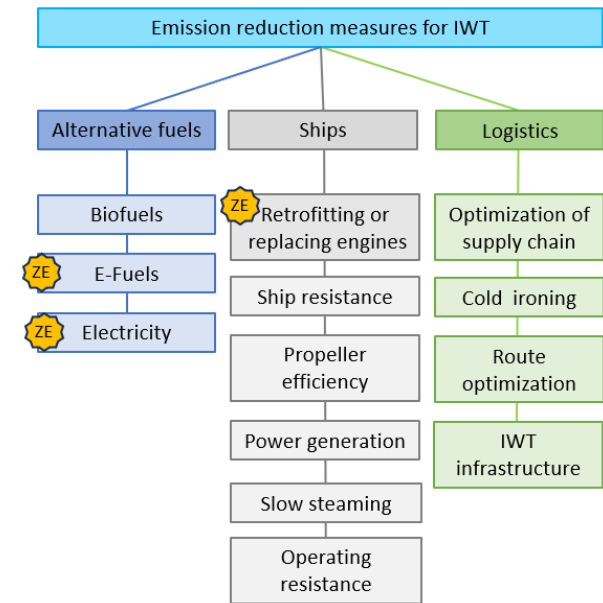 Emission reduction measures for IWT
Alternative fuels
Ships
Logistics
Biofuels
ZE
E-Fuels
ZE
Electricity
ZE
Retrofitting or
replacing engines
Ship resistance
Propeller
efficiency
Power generation
Slow steaming
Operating
resistance
Optimization of
supply chain
Cold ironing
Route
optimization
IWT
infrastructure